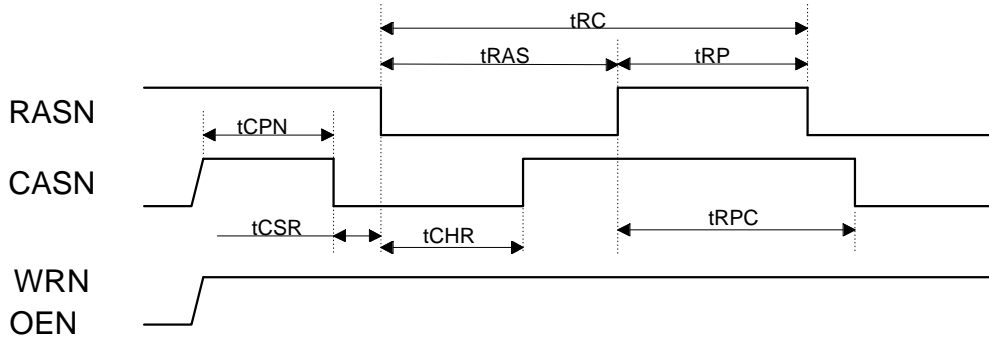 tRC
tRAS
tRP
RASN
tCPN
CASN
tCSR
tCHR
tRPC
WRN
OEN